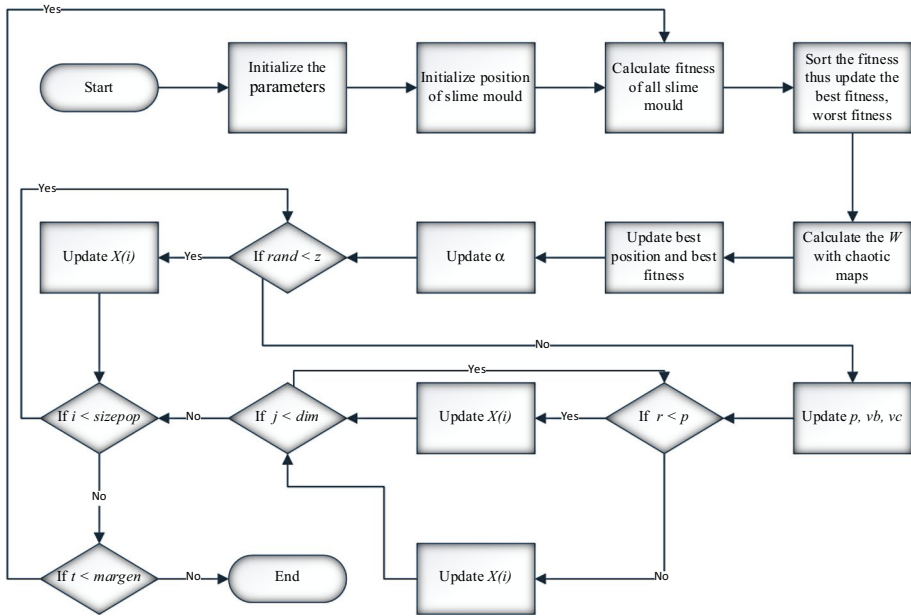 Yes
Start
Initialize the
parameters
Initialize position
of slime mould
Calculate fitness
of all slime
mould
Sort the fitness
thus update the
best fitness,
worst fitness
Yes
Update X(i)
Yes
If rand < z
Update α
Update best
position and best
fitness
Calculate the W
with chaotic
maps
No
Yes
If i < sizepop
No
If j < dim
Update X(i)
Yes
If r < p
Update p, vb, vc
No
If t < margen
No
End
Update X(i)
No